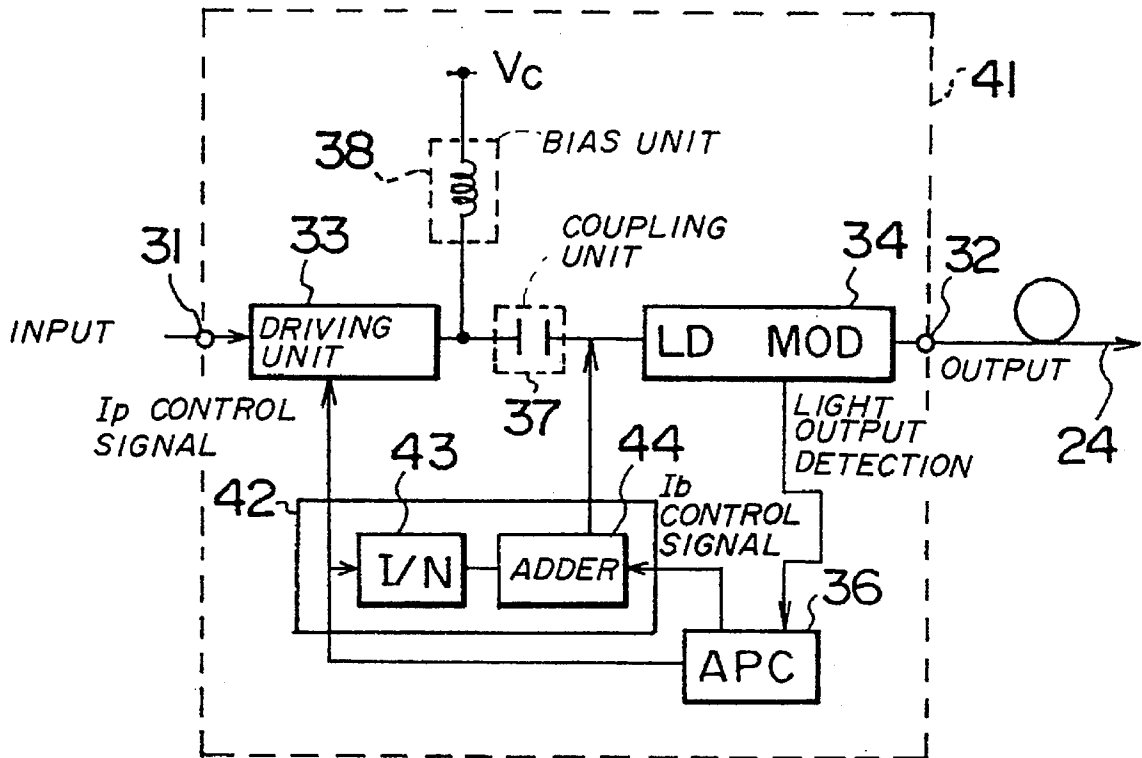 Vc
41
38
BIAS UNIT
COUPLING
UNIT
33
34
31
32
INPUT
DRIVING
UNIT
LD MOD
OUTPUT
24
37
Ip CONTROL
SIGNAL
LIGHT
OUTPUT
DETECTION
43
44
42
Ib
CONTROL
SIGNAL
I/N
ADDER
36
APC